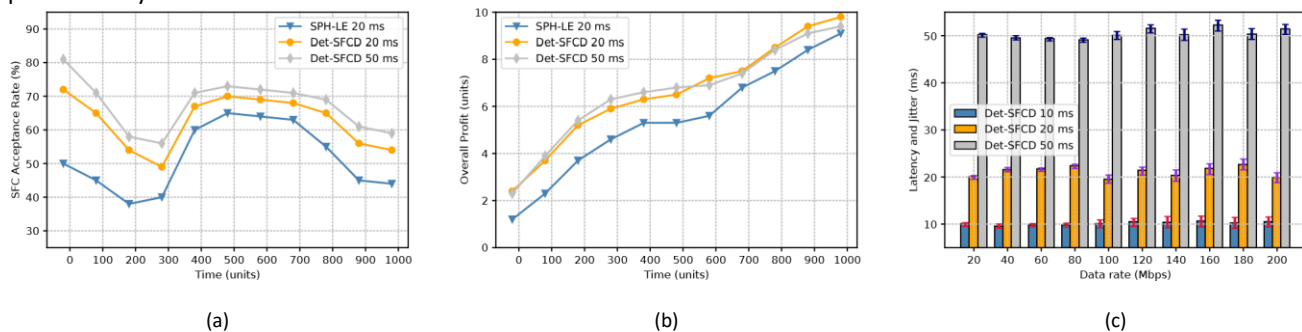 SFC Acceptance Rate (%)
90
80
70
60
50
40
30
SPH-LE 20 ms
Det-SFCD 20 ms
Det-SFCD 50 ms
0 100 200 300 400 500 600 700 800 900 1000
Time (units)
(a)
Overall Profit (units)
10
8
6
4
2
0
SPH-LE 20 ms
Det-SFCD 20 ms
Det-SFCD 50 ms
0 100 200 300 400 500 600 700 800 900 1000
Time (units)
(b)
Latency and Jitter (ms)
50
40
30
20
10
Det-SFCD 10 ms
Det-SFCD 20 ms
Det-SFCD 50 ms
20 40 60 80 100 120 140 160 180 200
Data rate (Mbps)
(c)